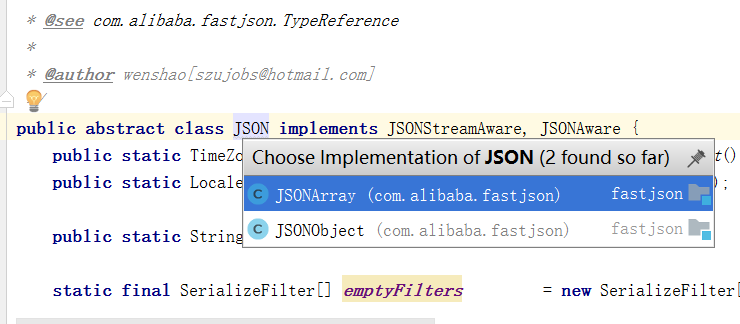 * @see com.alibaba.fastjson.TypeReference
*
* @author wenshao[szujobs@hotmail.com]
public abstract class JSON implements JSONStreamAware, JSONAware {
public static TimeZo t()
Choose Implementation of JSON (2 found so far)
public static Locale );
JSONArray (com.alibaba.fastjson) fastjson
public static String
JSONObject (com.alibaba.fastjson) fastjson
static final SerializeFilter[] emptyFilters = new SerializeFilter[